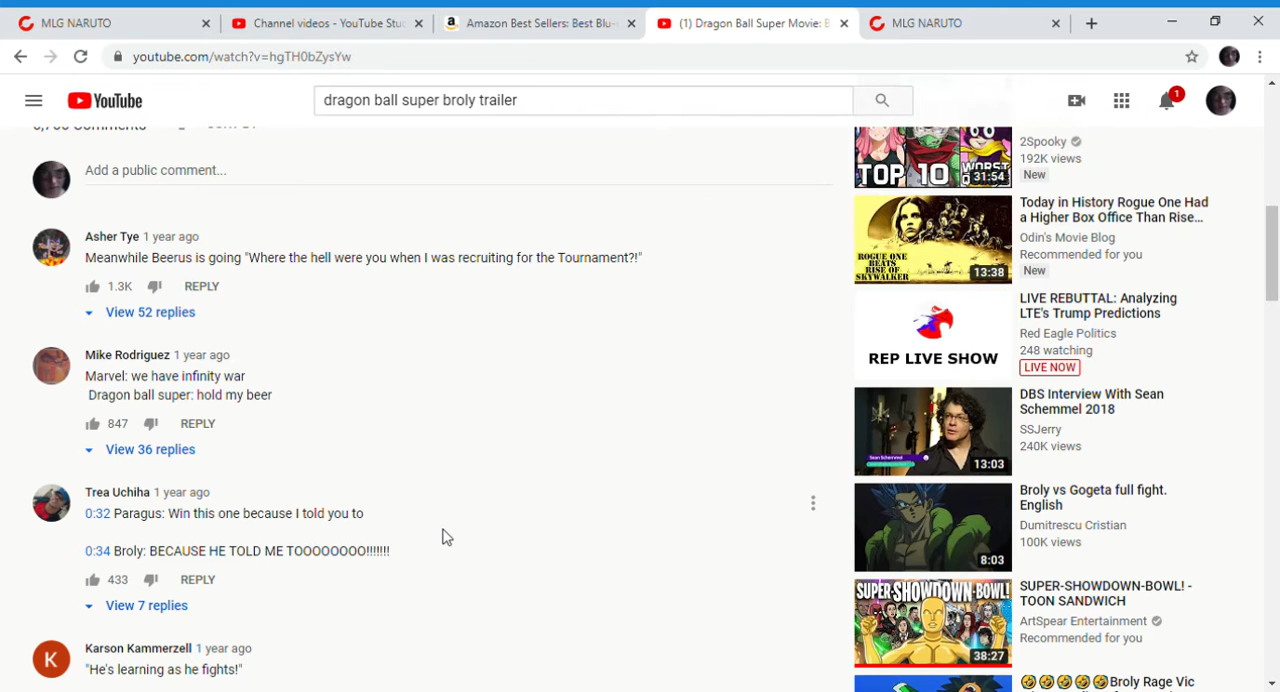 MLG NARUTO
Channel videos - YouTube Stu
Amazon Best Sellers: Best Blu-
(1) Dragon Ball Super Movie: B
MLG NARUTO
youtube.com/watch?v=hgTH0bZysYw
YouTube
dragon ball super broly trailer
1
Add a public comment...
Asher Tye 1 year ago
Meanwhile Beerus is going "Where the hell were you when I was recruiting for the Tournament?!"
1.3K REPLY
View 52 replies
Mike Rodriguez 1 year ago
Marvel: we have infinity war
Dragon ball super: hold my beer
847 REPLY
View 36 replies
Trea Uchiha 1 year ago
0:32 Paragus: Win this one because I told you to
0:34 Broly: BECAUSE HE TOLD ME TOOOOOOOO!!!!!!!
433 REPLY
View 7 replies
K
Karson Kammerzell 1 year ago
"He's learning as he fights!"
TOP 10 WORST
31:54
2Spooky
192K views
New
ROGUE ONE
BEATS
RISE OF
SKYWALKER
13:38
Today in History Rogue One Had
a Higher Box Office Than Rise...
Odin's Movie Blog
Recommended for you
New
REP LIVE SHOW
LIVE REBUTTAL: Analyzing
LTE's Trump Predictions
Red Eagle Politics
248 watching
LIVE NOW
Sean Schemmel
13:03
DBS Interview With Sean
Schemmel 2018
SSJerry
240K views
8:03
Broly vs Gogeta full fight.
English
Dumitrescu Cristian
100K views
SUPER-SHOWDOWN-BOWL!
38:27
SUPER-SHOWDOWN-BOWL! -
TOON SANDWICH
ArtSpear Entertainment
Recommended for you
Broly Rage Vic